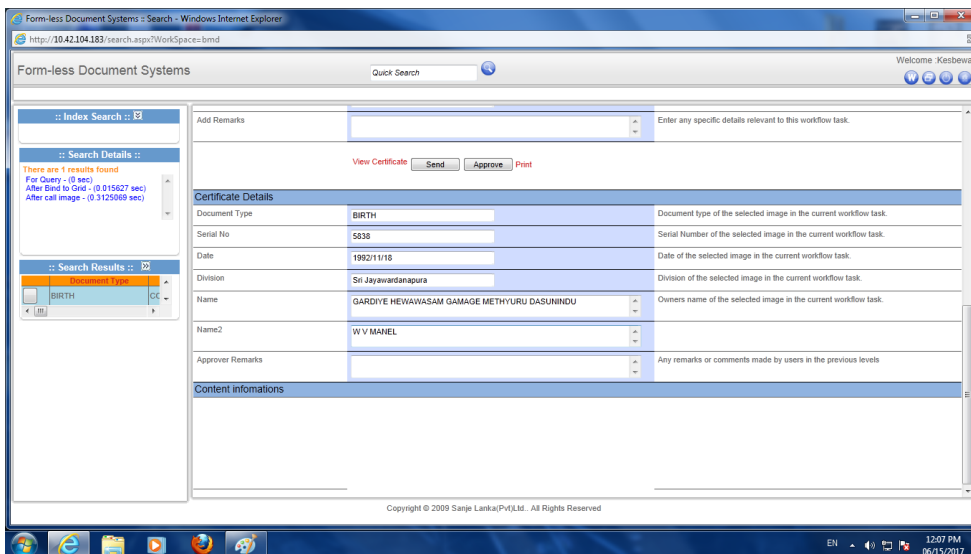 Form-less Document Systems :: Search - Windows Internet Explorer
http://10.42.104.183/search.aspx?WorkSpace=bmd
Form-less Document Systems
Quick Search
Welcome :Kesbewa
:: Index Search ::
:: Search Details ::
There are 1 results found
For Query - (0 sec)
After Bind to Grid - (0.015627 sec)
After call image - (0.3125069 sec)
:: Search Results ::
Document Type
BIRTH CC
Add Remarks Enter any specific details relevant to this workflow task.
View Certificate Send Approve Print
Certificate Details
Document Type BIRTH Document type of the selected image in the current workflow task.
Serial No 5838 Serial Number of the selected image in the current workflow task.
Date 1992/11/18 Date of the selected image in the current workflow task.
Division Sri Jayawardanapura Division of the selected image in the current workflow task.
Name GARDIYE HEWAWASAM GAMAGE METHYURU DASUNINDU Owners name of the selected image in the current workflow task.
Name2 W V MANEL
Approver Remarks Any remarks or comments made by users in the previous levels
Content infomations
Copyright © 2009 Sanje Lanka(Pvt)Ltd.. All Rights Reserved
EN 12:07 PM
06/15/2017